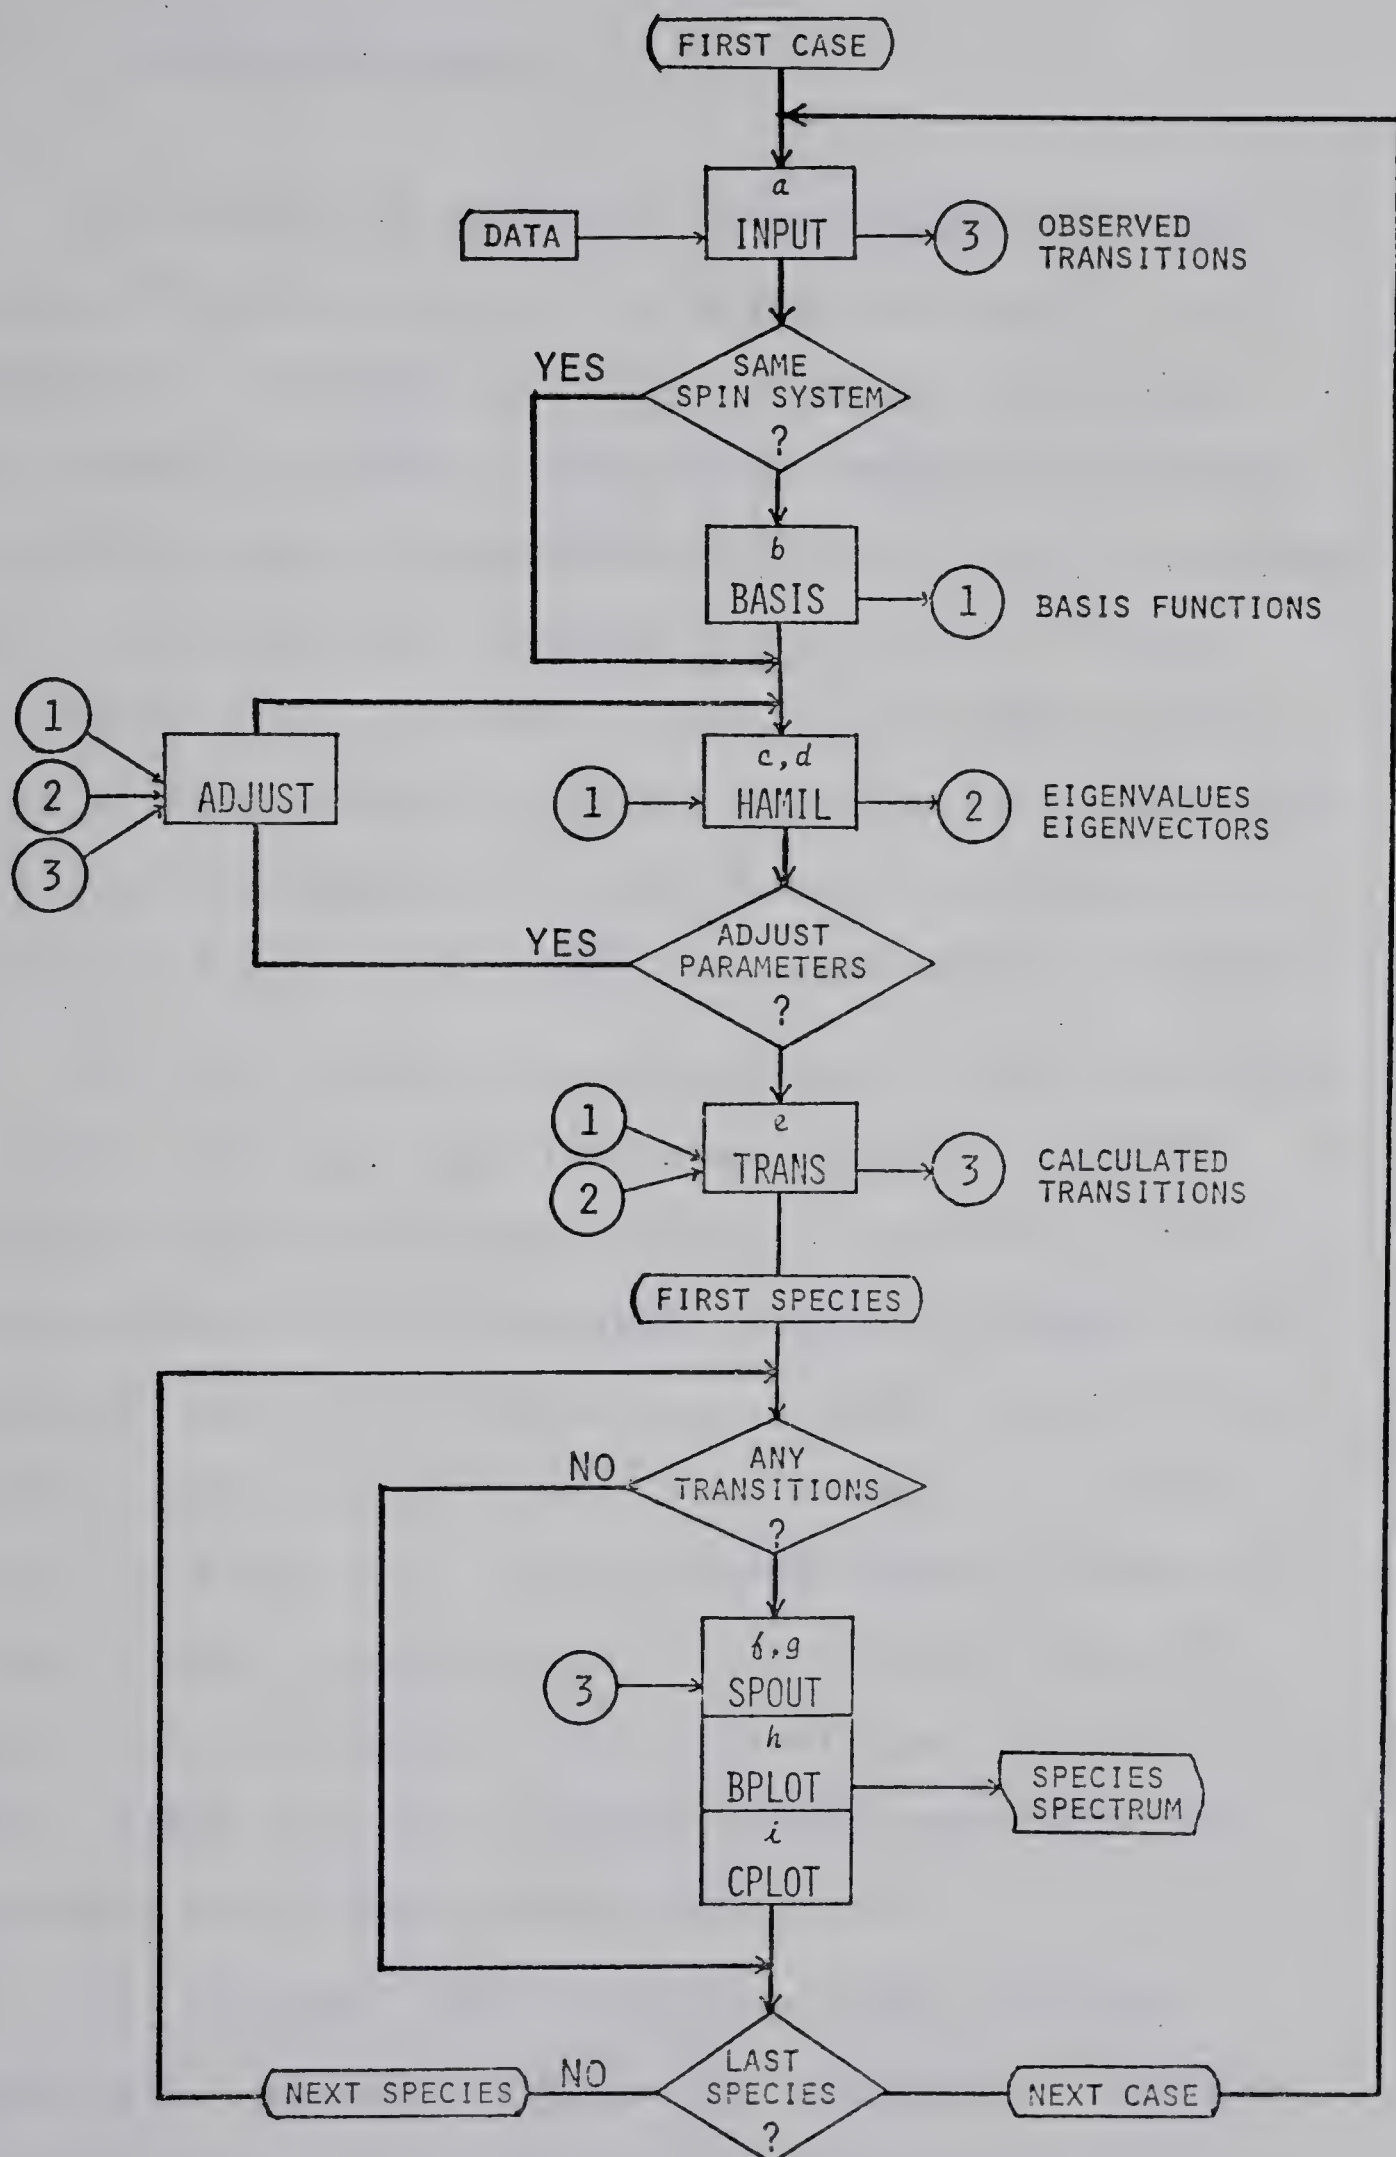 FIRST CASE
a
DATA
INPUT
3
OBSERVED
TRANSITIONS
YES
SAME
SPIN SYSTEM
?
b
BASIS
1
BASIS FUNCTIONS
1
2
3
ADJUST
1
c,d
HAMIL
2
EIGENVALUES
EIGENVECTORS
YES
ADJUST
PARAMETERS
?
1
2
e
TRANS
3
CALCULATED
TRANSITIONS
FIRST SPECIES
NO
ANY
TRANSITIONS
?
3
f,g
SPOUT
h
BPLOT
SPECIES
SPECTRUM
i
CPLOT
NEXT SPECIES
NO
LAST
SPECIES
?
NEXT CASE